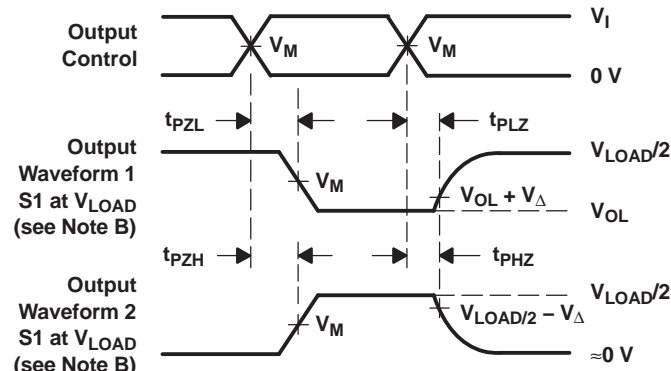 Output
Control
V_M
V_M
V_I
0 V
t_PZL
t_PLZ
Output
Waveform 1
S1 at V_LOAD
(see Note B)
V_M
V_OL + V_Δ
V_LOAD/2
V_OL
t_PZH
t_PHZ
Output
Waveform 2
S1 at V_LOAD
(see Note B)
V_M
V_LOAD/2 − V_Δ
V_LOAD/2
≈0 V